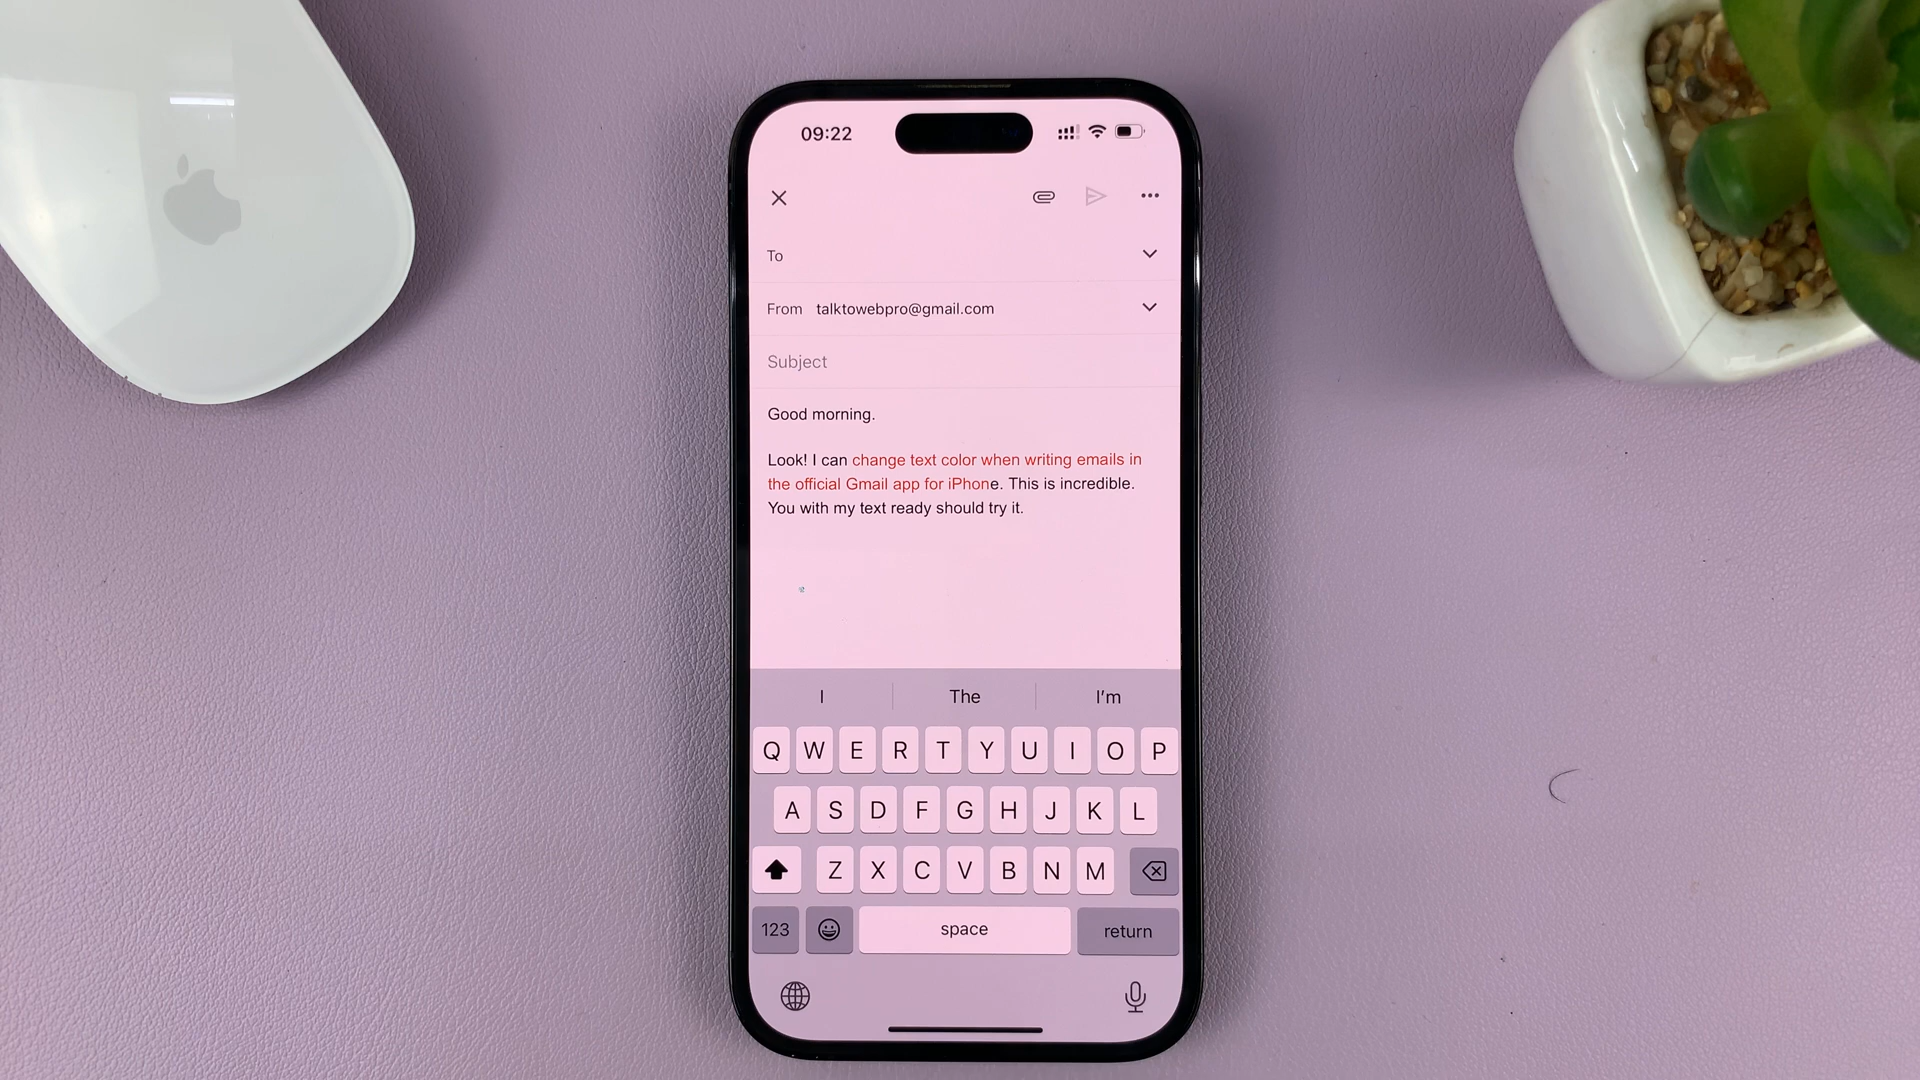 09:22
To
From talktowebpro@gmail.com
Subject
Good morning.
Look! I can change text color when writing emails in
the official Gmail app for iPhone. This is incredible.
You with my text ready should try it.
I The I'm
Q W E R T Y U I O P
A S D F G H J K L
Z X C V B N M
123 space return